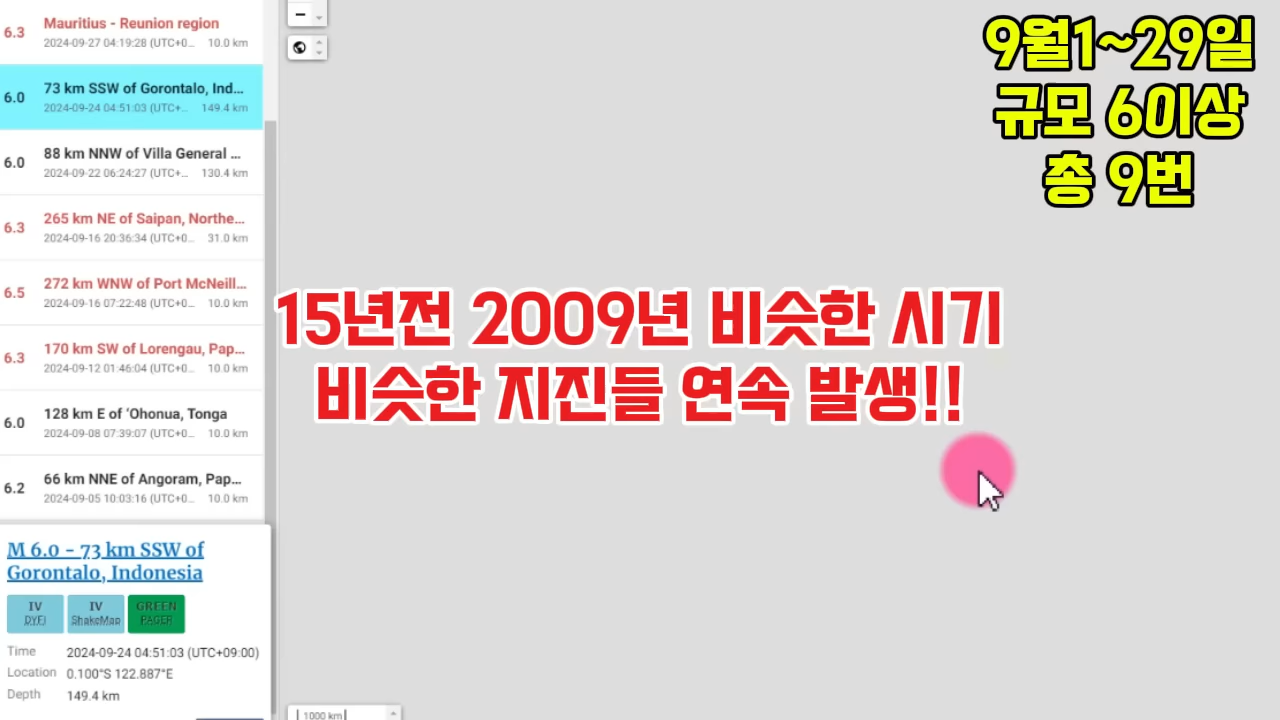 6.3
Mauritius - Reunion region
2024-09-27 04:19:28 (UTC+0... 10.0 km
6.0
73 km SSW of Gorontalo, Ind...
2024-09-24 04:51:03 (UTC+... 149.4 km
6.0
88 km NNW of Villa General ...
2024-09-22 06:24:27 (UTC+... 130.4 km
6.3
265 km NE of Saipan, Northe...
2024-09-16 20:36:34 (UTC+0... 31.0 km
6.5
272 km WNW of Port McNeill...
2024-09-16 07:22:48 (UTC+0... 10.0 km
6.3
170 km SW of Lorengau, Pap...
2024-09-12 01:46:04 (UTC+0... 10.0 km
6.0
128 km E of ‘Ohonua, Tonga
2024-09-08 07:39:07 (UTC+0... 10.0 km
6.2
66 km NNE of Angoram, Pap...
2024-09-05 10:03:16 (UTC+0... 10.0 km
M 6.0 - 73 km SSW of
Gorontalo, Indonesia
IV IV GREEN
DYFI ShakeMap PAGER
Time 2024-09-24 04:51:03 (UTC+09:00)
Location 0.100°S 122.887°E
Depth 149.4 km
9월1~29일
규모 6이상
총 9번
15년전 2009년 비슷한 시기
비슷한 지진들 연속 발생!!
1000 km